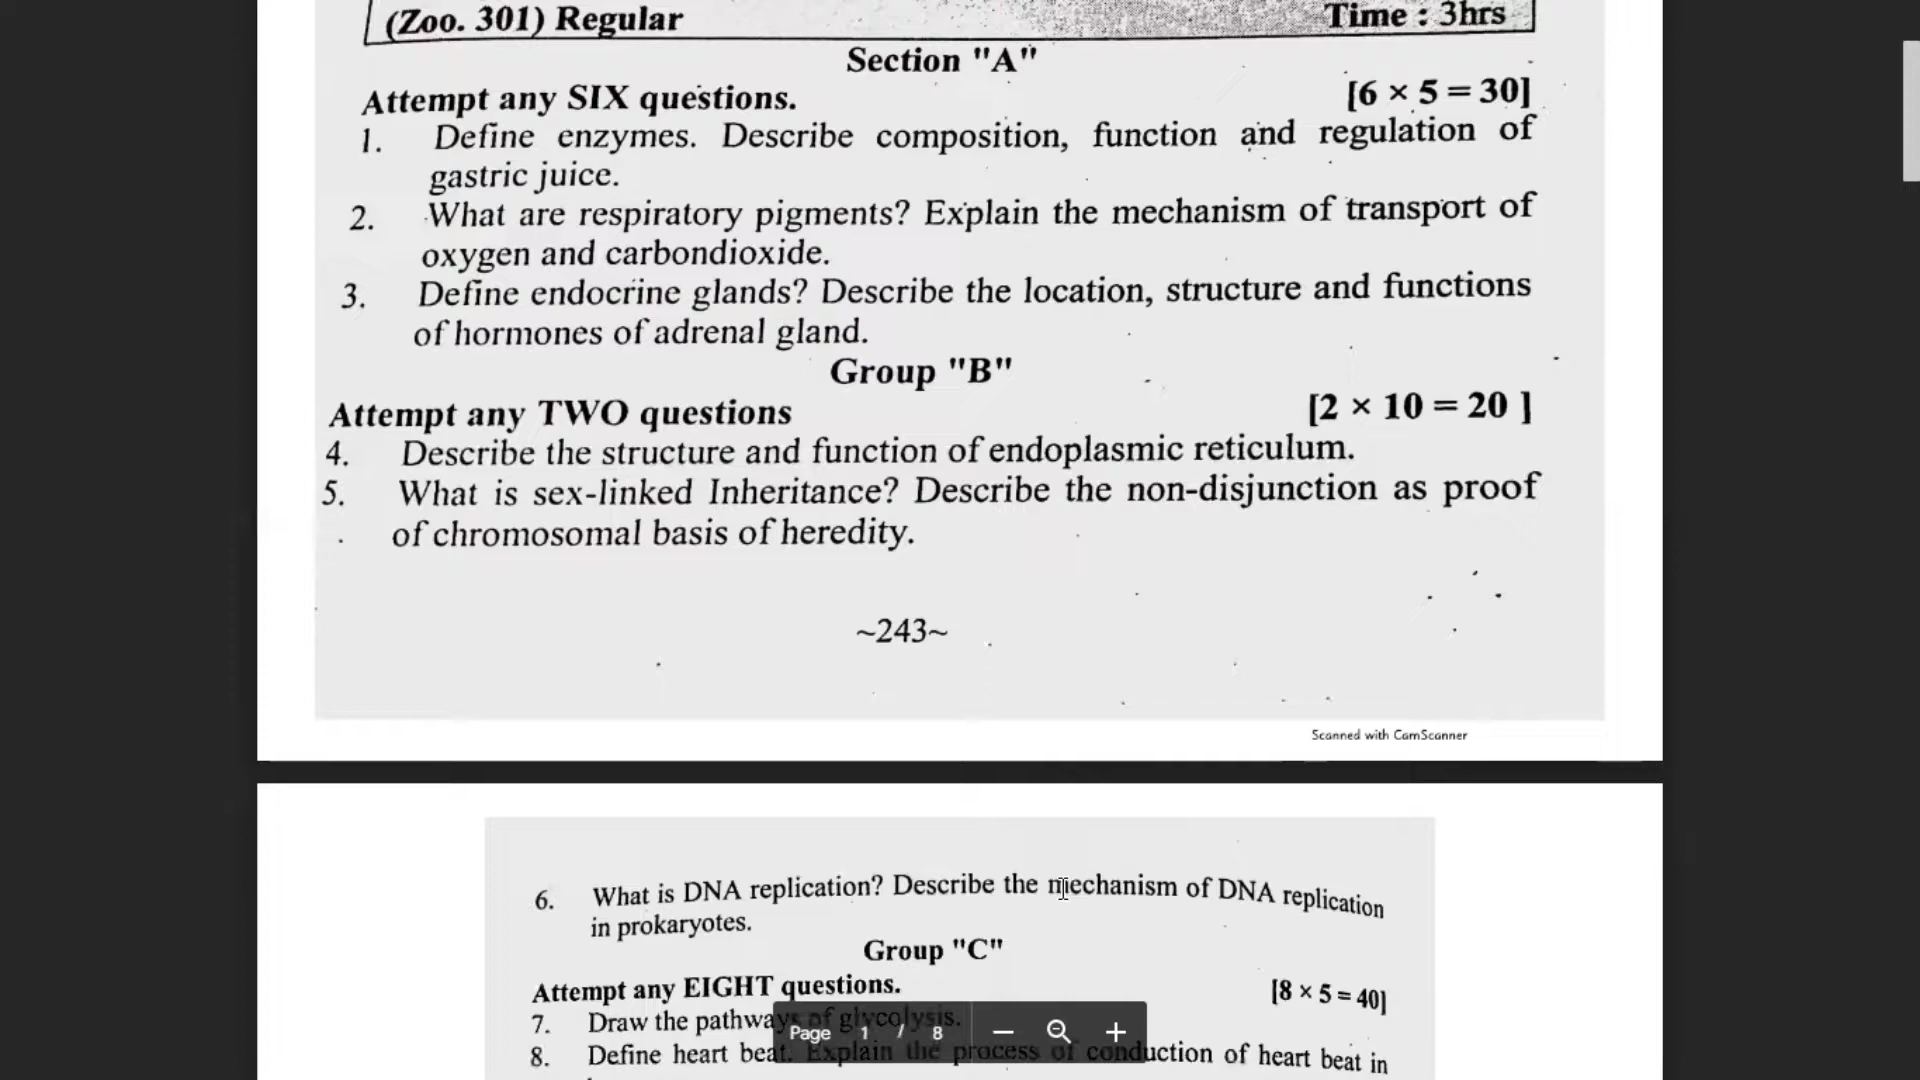 (Zoo. 301) Regular
Time : 3hrs
Section "A"
Attempt any SIX questions.
[6 × 5 = 30]
1. Define enzymes. Describe composition, function and regulation of
gastric juice.
2. What are respiratory pigments? Explain the mechanism of transport of
oxygen and carbondioxide.
3. Define endocrine glands? Describe the location, structure and functions
of hormones of adrenal gland.
Group "B"
Attempt any TWO questions
[2 × 10 = 20 ]
4. Describe the structure and function of endoplasmic reticulum.
5. What is sex-linked Inheritance? Describe the non-disjunction as proof
of chromosomal basis of heredity.
~243~
Scanned with CamScanner
6. What is DNA replication? Describe the mechanism of DNA replication
in prokaryotes.
Group "C"
Attempt any EIGHT questions.
[8 × 5 = 40]
7. Draw the pathways of glycolysis.
Page 1 / 8
8. Define heart beat. Explain the process of conduction of heart beat in